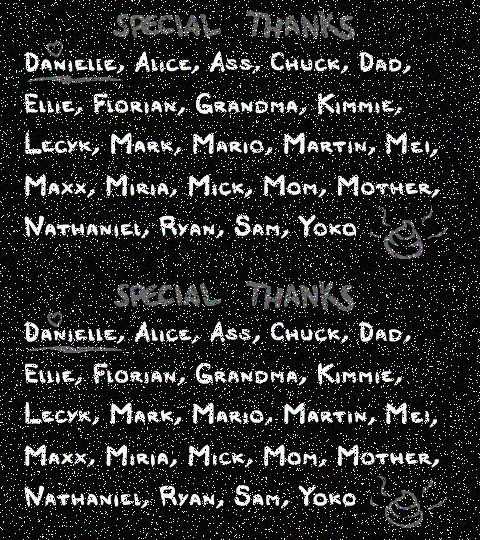 SPECIAL THANKS
Danielle, Alice, Ass, Chuck, Dad,
Ellie, Florian, Grandma, Kimmie,
Lecyk, Mark, Mario, Martin, Mei,
Maxx, Miria, Mick, Mom, Mother,
Nathaniel, Ryan, Sam, Yoko
SPECIAL THANKS
Danielle, Alice, Ass, Chuck, Dad,
Ellie, Florian, Grandma, Kimmie,
Lecyk, Mark, Mario, Martin, Mei,
Maxx, Miria, Mick, Mom, Mother,
Nathaniel, Ryan, Sam, Yoko